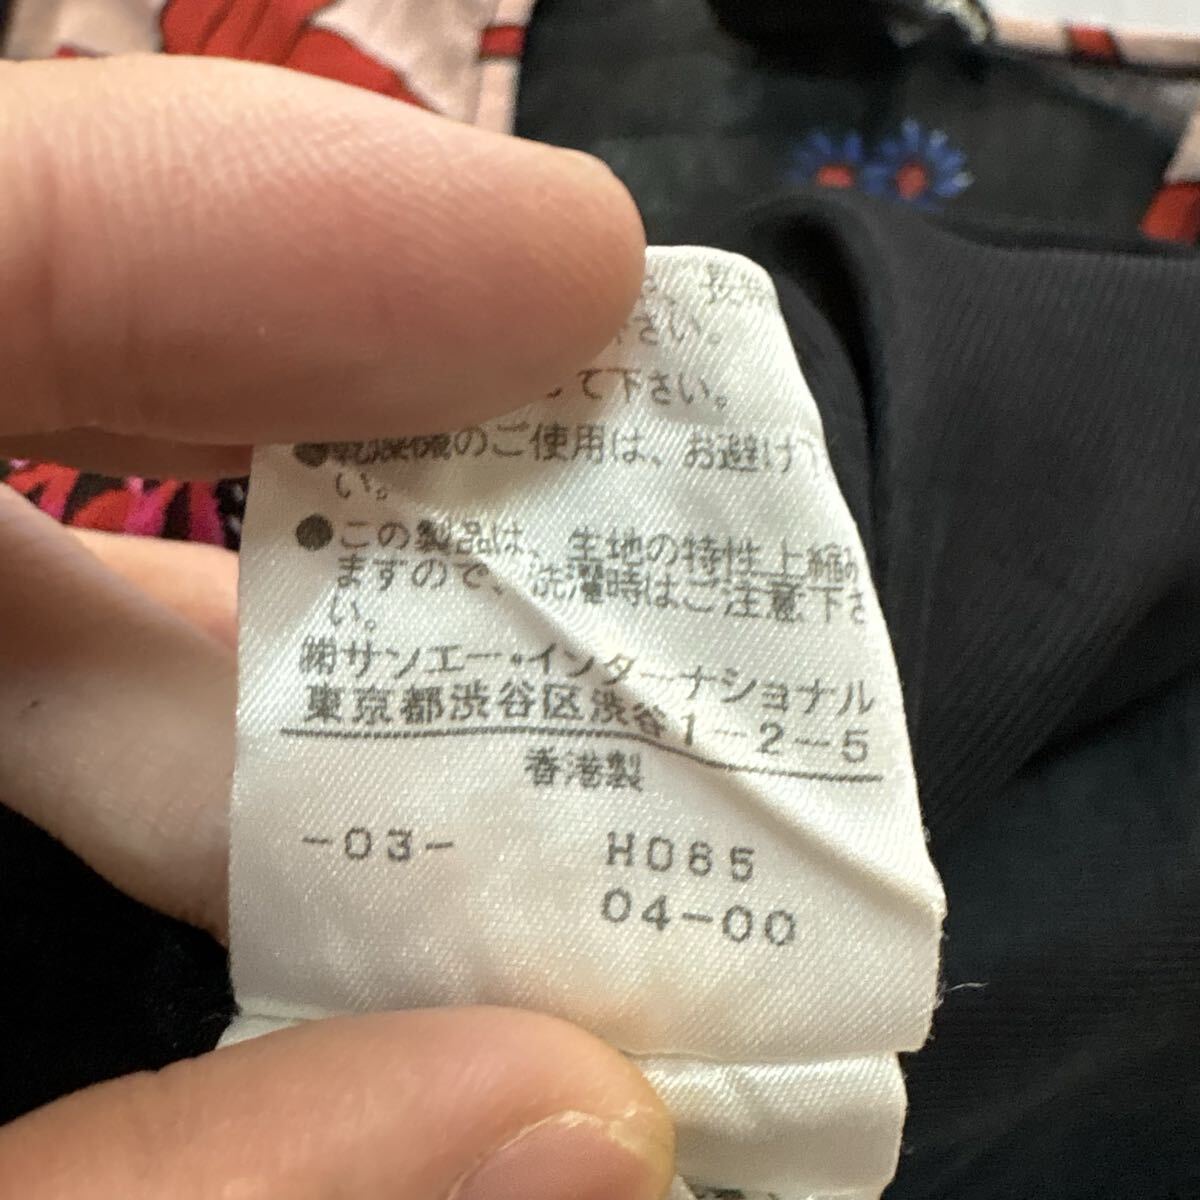 下さい。
して下さい。
●乾燥機のご使用は、お避け下
い。
●この製品は、生地の特性上縮み
ますので、洗濯時はご注意下さ
い。
㈱サンエー・インターナショナル
東京都渋谷区渋谷1-2-5
香港製
-03- H085
04-00